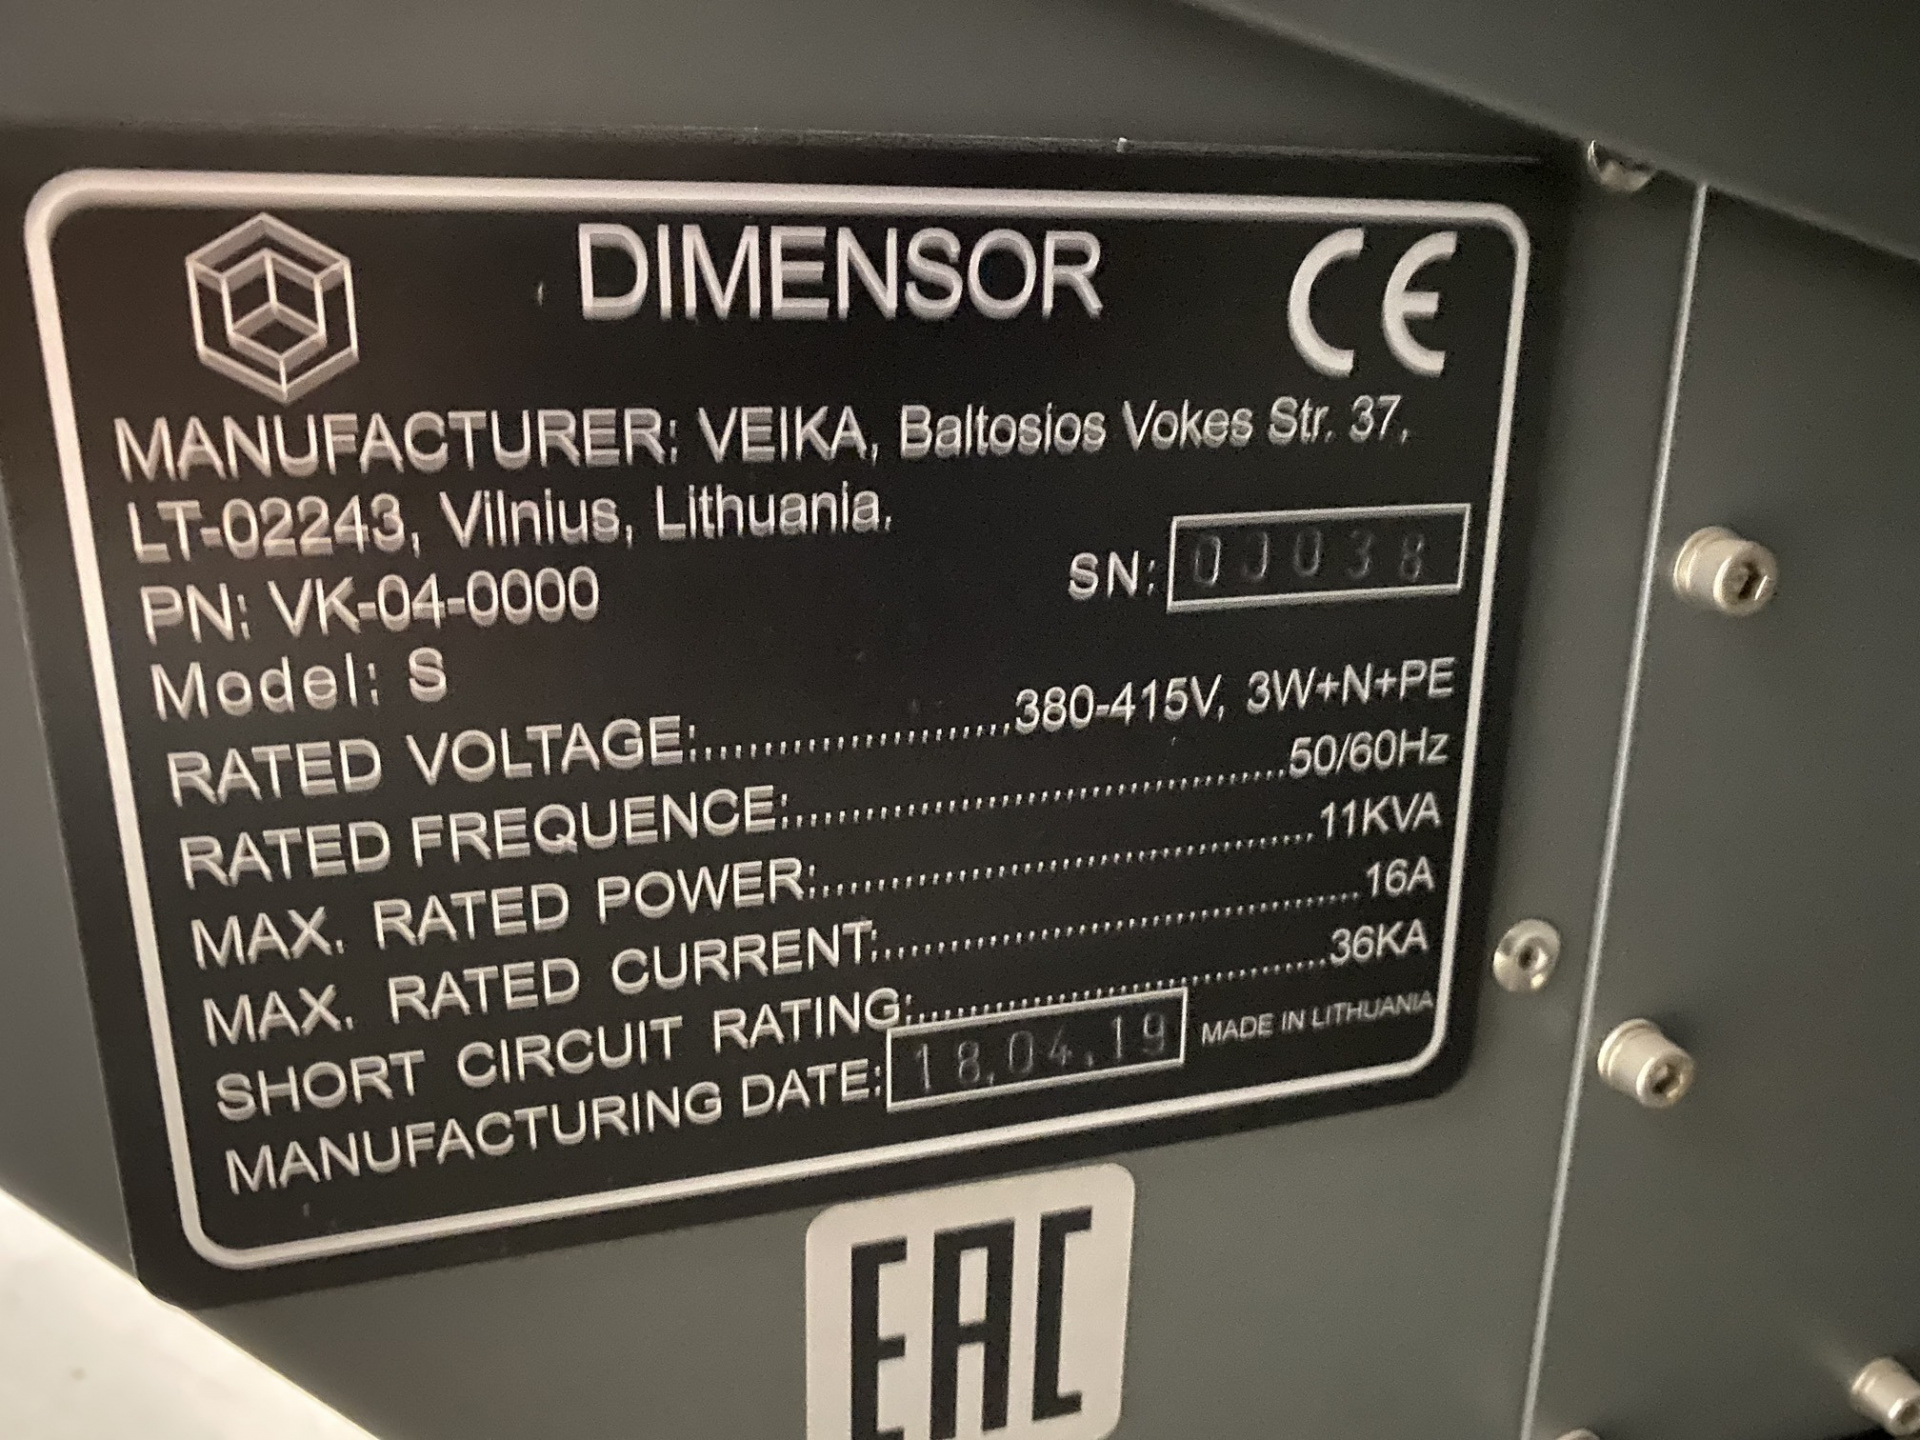 DIMENSOR CE
MANUFACTURER: VEIKA, Baltosios Vokes Str. 37,
LT-02243, Vilnius, Lithuania.
PN: VK-04-0000
SN: 00038
Model: S
RATED VOLTAGE:......................380-415V, 3W+N+PE
RATED FREQUENCE:........................................50/60Hz
MAX. RATED POWER:........................................11KVA
MAX. RATED CURRENT:........................................16A
SHORT CIRCUIT RATING:..................................36KA
MANUFACTURING DATE: 18.04.19 MADE IN LITHUANIA
EAC